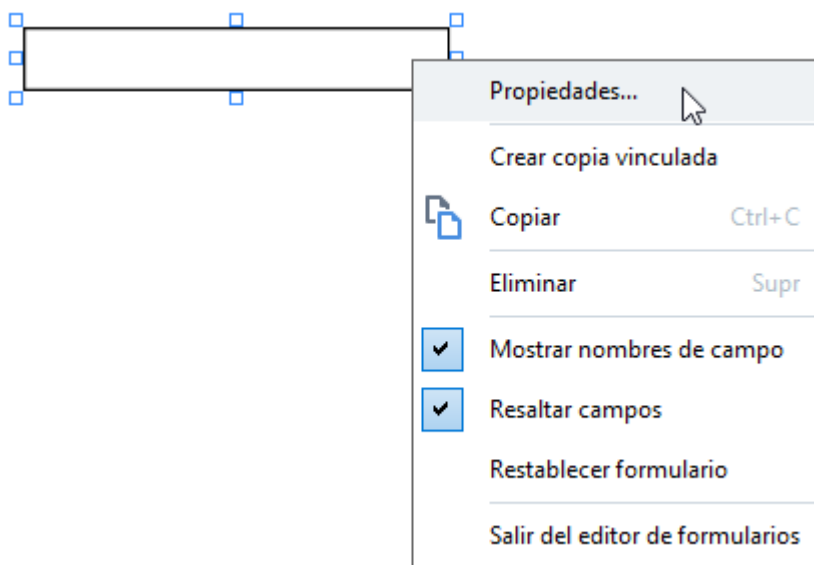 Propiedades...
Crear copia vinculada
Copiar Ctrl+C
Eliminar Supr
Mostrar nombres de campo
Resaltar campos
Restablecer formulario
Salir del editor de formularios